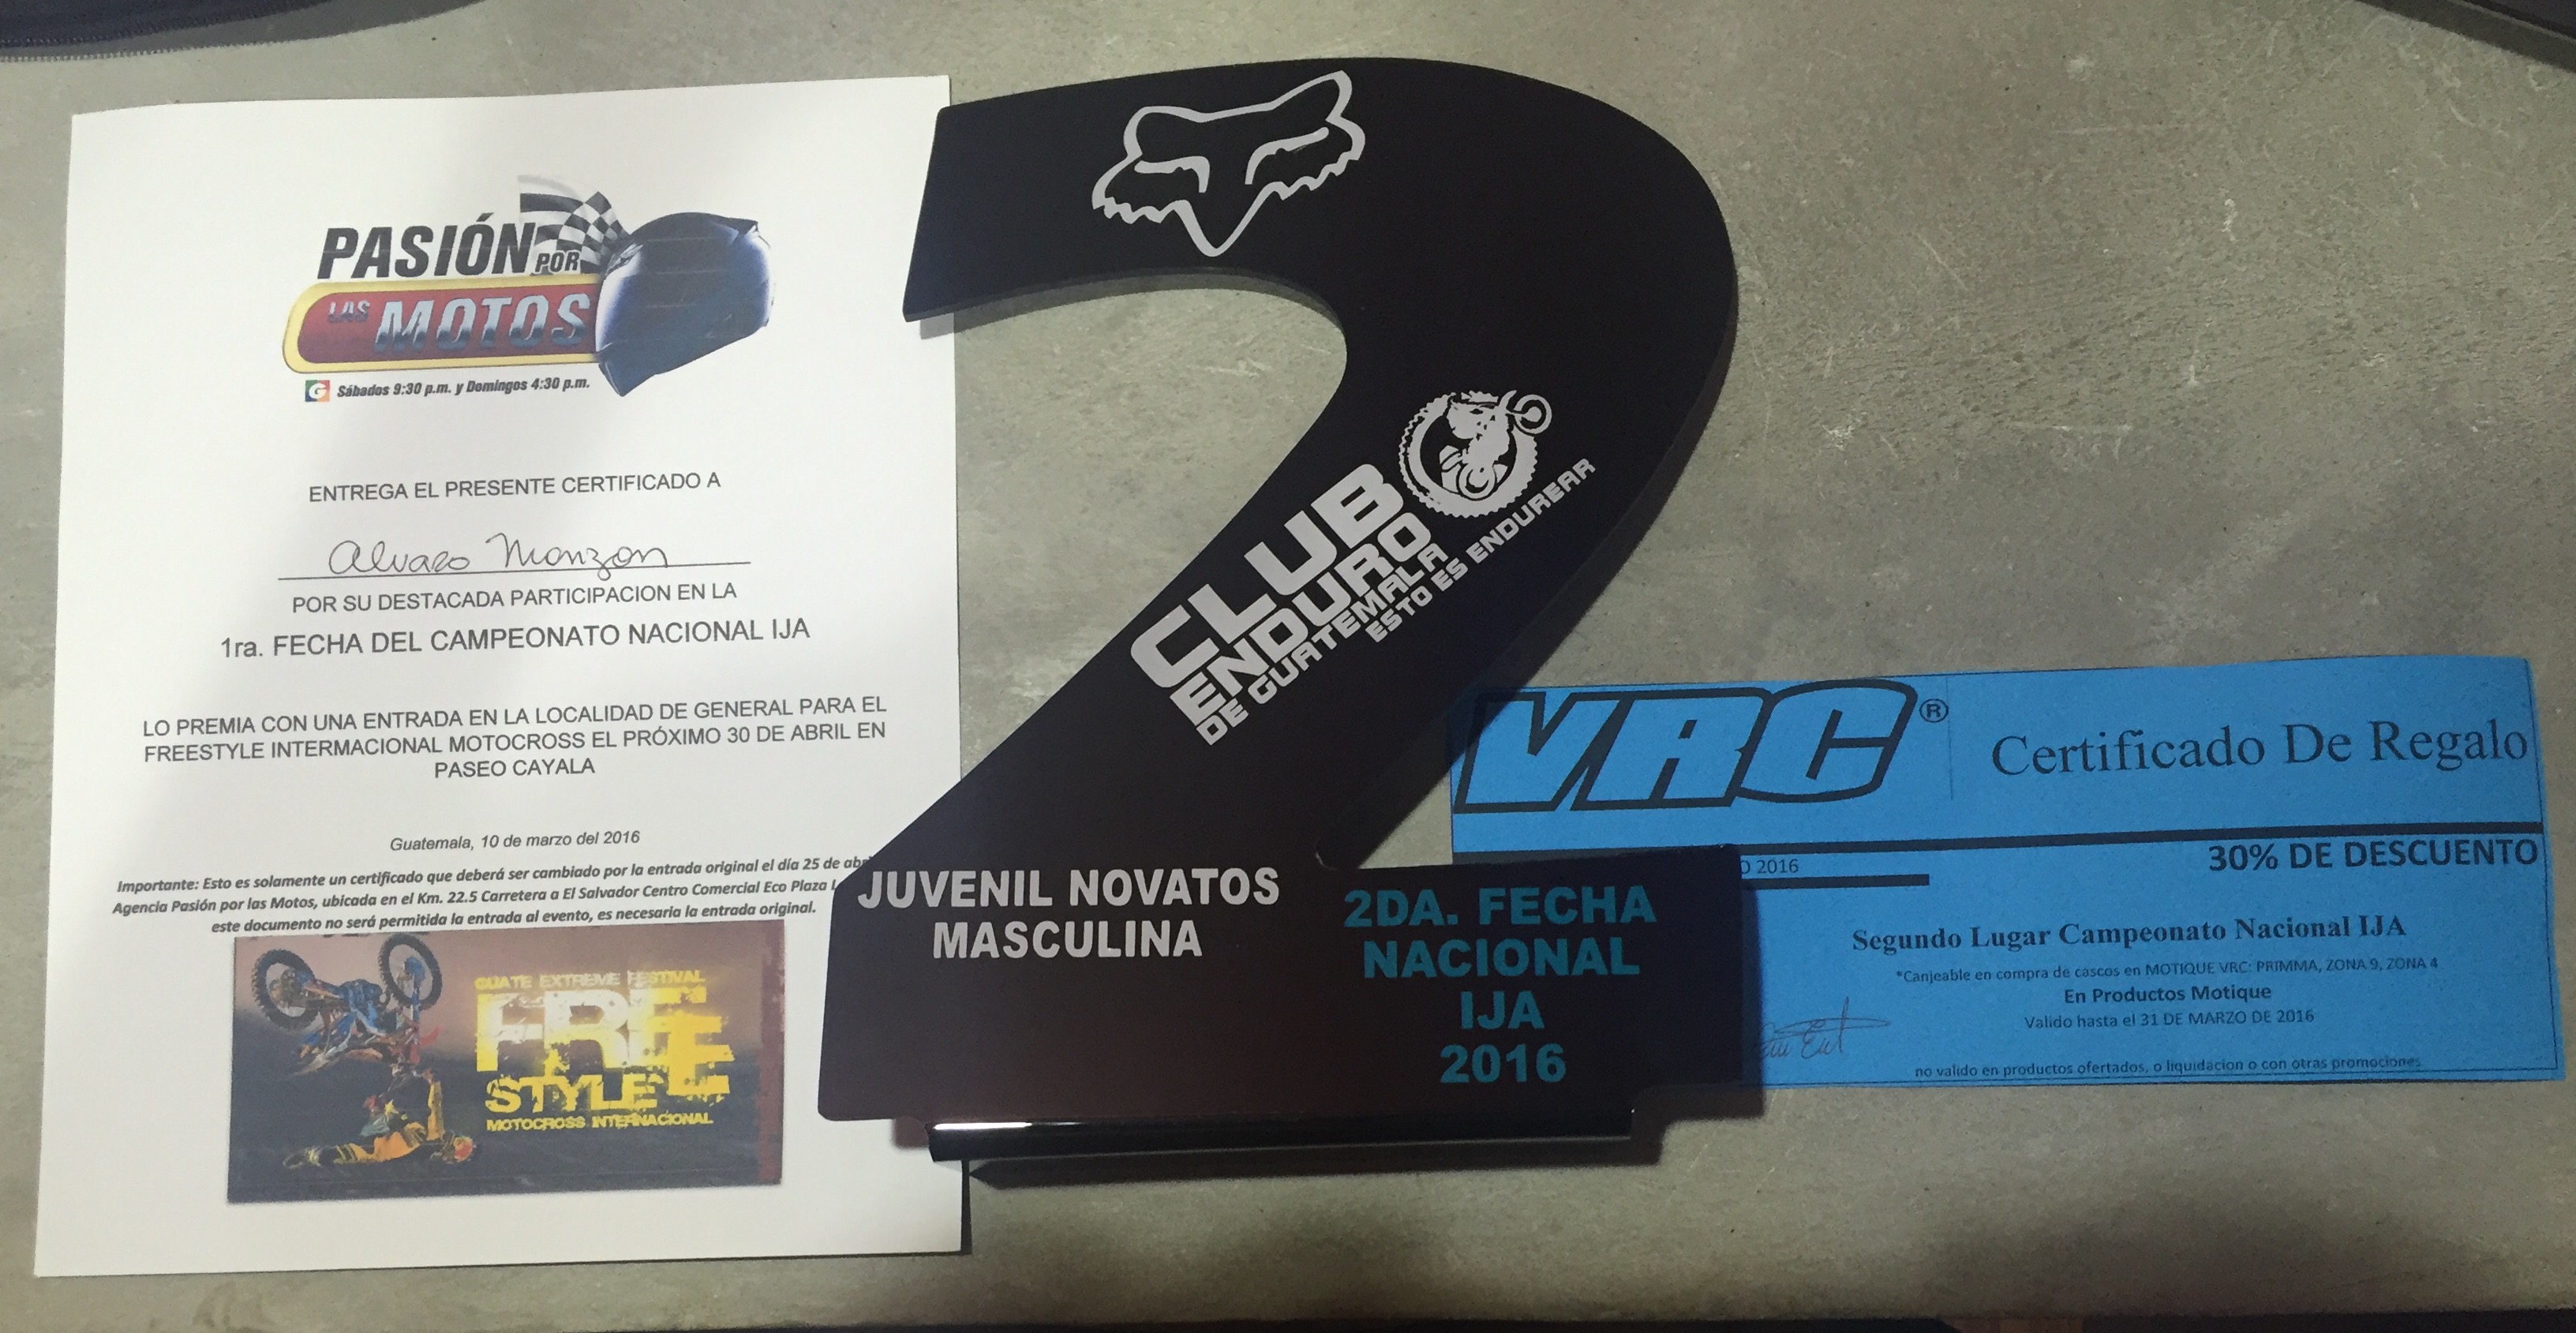 PASIÓN POR
LAS MOTOS
G Sábados 9:30 p.m. y Domingos 4:30 p.m.
ENTREGA EL PRESENTE CERTIFICADO A
Alvaro Monzon
POR SU DESTACADA PARTICIPACION EN LA
1ra. FECHA DEL CAMPEONATO NACIONAL IJA
LO PREMIA CON UNA ENTRADA EN LA LOCALIDAD DE GENERAL PARA EL
FREESTYLE INTERMACIONAL MOTOCROSS EL PRÓXIMO 30 DE ABRIL EN
PASEO CAYALA
Guatemala, 10 de marzo del 2016
Importante: Esto es solamente un certificado que deberá ser cambiado por la entrada original el día 25 de
Agencia Pasión por las Motos, ubicada en el Km. 22.5 Carretera a El Salvador Centro Comercial Eco Plaza
este documento no será permitida la entrada al evento, es necesaria la entrada original.
GUATE EXTREME FESTIVAL
FREE
STYLE
MOTOCROSS INTERNACIONAL
2
CLUB
ENDURO
DE GUATEMALA
ESTO ES ENDUREAR
JUVENIL NOVATOS
MASCULINA
2DA. FECHA
NACIONAL
IJA
2016
VRC®
Certificado De Regalo
30% DE DESCUENTO
2016
Segundo Lugar Campeonato Nacional IJA
*Canjeable en compra de cascos en MOTIQUE VRC: PRIMMA, ZONA 9, ZONA 4
En Productos Motique
Valido hasta el 31 DE MARZO DE 2016
no valido en productos ofertados, o liquidacion o con otras promociones